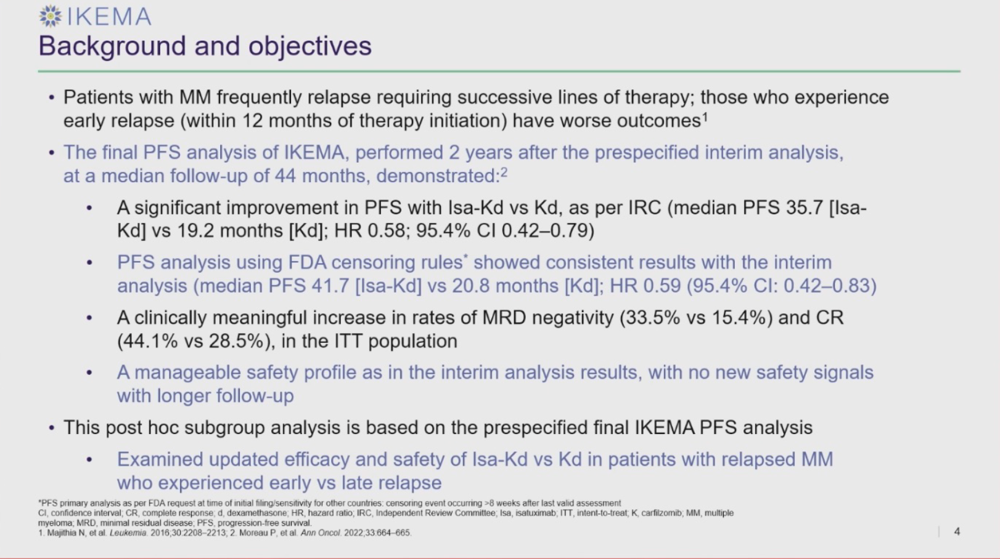 IKEMA
Background and objectives
• Patients with MM frequently relapse requiring successive lines of therapy; those who experience
early relapse (within 12 months of therapy initiation) have worse outcomes¹
• The final PFS analysis of IKEMA, performed 2 years after the prespecified interim analysis,
at a median follow-up of 44 months, demonstrated:²
• A significant improvement in PFS with Isa-Kd vs Kd, as per IRC (median PFS 35.7 [Isa-
Kd] vs 19.2 months [Kd]; HR 0.58; 95.4% CI 0.42–0.79)
• PFS analysis using FDA censoring rules* showed consistent results with the interim
analysis (median PFS 41.7 [Isa-Kd] vs 20.8 months [Kd]; HR 0.59 (95.4% CI: 0.42–0.83)
• A clinically meaningful increase in rates of MRD negativity (33.5% vs 15.4%) and CR
(44.1% vs 28.5%), in the ITT population
• A manageable safety profile as in the interim analysis results, with no new safety signals
with longer follow-up
• This post hoc subgroup analysis is based on the prespecified final IKEMA PFS analysis
• Examined updated efficacy and safety of Isa-Kd vs Kd in patients with relapsed MM
who experienced early vs late relapse
*PFS primary analysis as per FDA request at time of initial filing/sensitivity for other countries: censoring event occurring >8 weeks after last valid assessment
CI, confidence interval; CR, complete response; d, dexamethasone; HR, hazard ratio; IRC, Independent Review Committee; Isa, isatuximab; ITT, intent-to-treat; K, carfilzomib; MM, multiple
myeloma; MRD, minimal residual disease; PFS, progression-free survival.
1. Majithia N, et al. Leukemia. 2016;30:2208–2213; 2. Moreau P, et al. Ann Oncol. 2022;33:664–665.
4